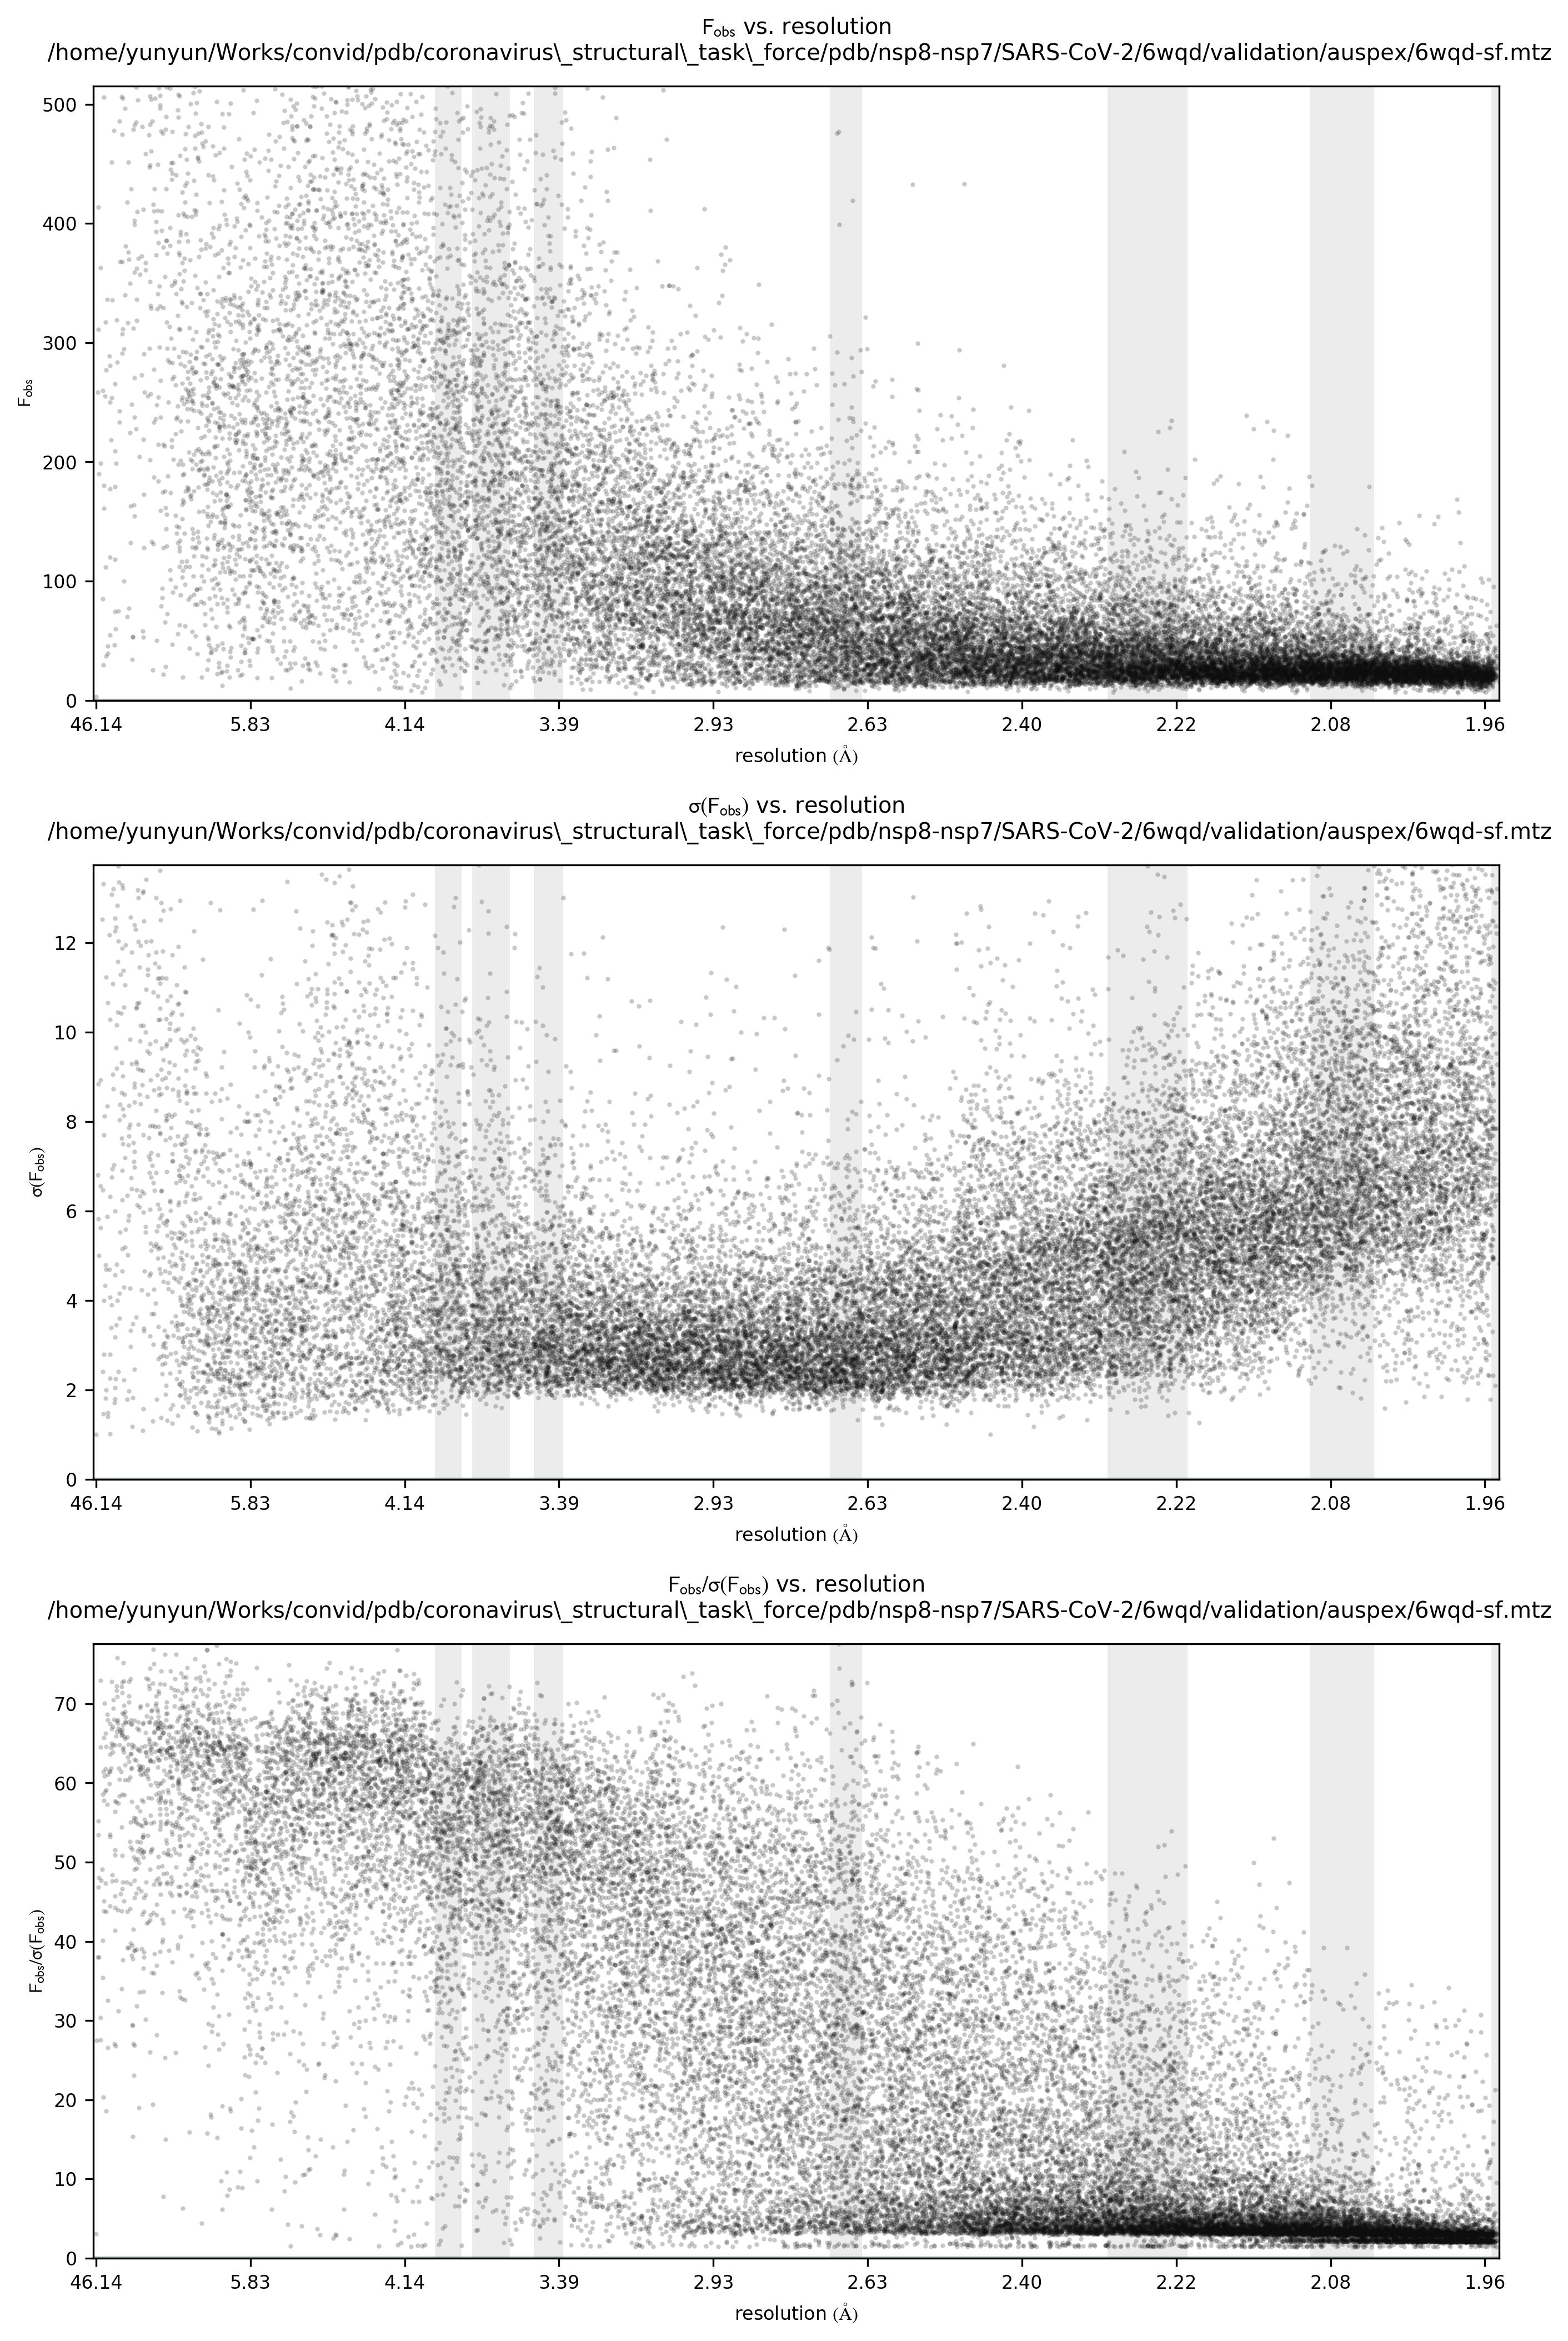 F_obs vs. resolution
/home/yunyun/Works/convid/pdb/coronavirus\_structural\_task\_force/pdb/nsp8-nsp7/SARS-CoV-2/6wqd/validation/auspex/6wqd-sf.mtz
500
400
300
200
100
0
F_obs
46.14 5.83 4.14 3.39 2.93 2.63 2.40 2.22 2.08 1.96
resolution (Å)
σ(F_obs) vs. resolution
/home/yunyun/Works/convid/pdb/coronavirus\_structural\_task\_force/pdb/nsp8-nsp7/SARS-CoV-2/6wqd/validation/auspex/6wqd-sf.mtz
12
10
8
6
4
2
0
σ(F_obs)
46.14 5.83 4.14 3.39 2.93 2.63 2.40 2.22 2.08 1.96
resolution (Å)
F_obs/σ(F_obs) vs. resolution
/home/yunyun/Works/convid/pdb/coronavirus\_structural\_task\_force/pdb/nsp8-nsp7/SARS-CoV-2/6wqd/validation/auspex/6wqd-sf.mtz
70
60
50
40
30
20
10
0
F_obs/σ(F_obs)
46.14 5.83 4.14 3.39 2.93 2.63 2.40 2.22 2.08 1.96
resolution (Å)